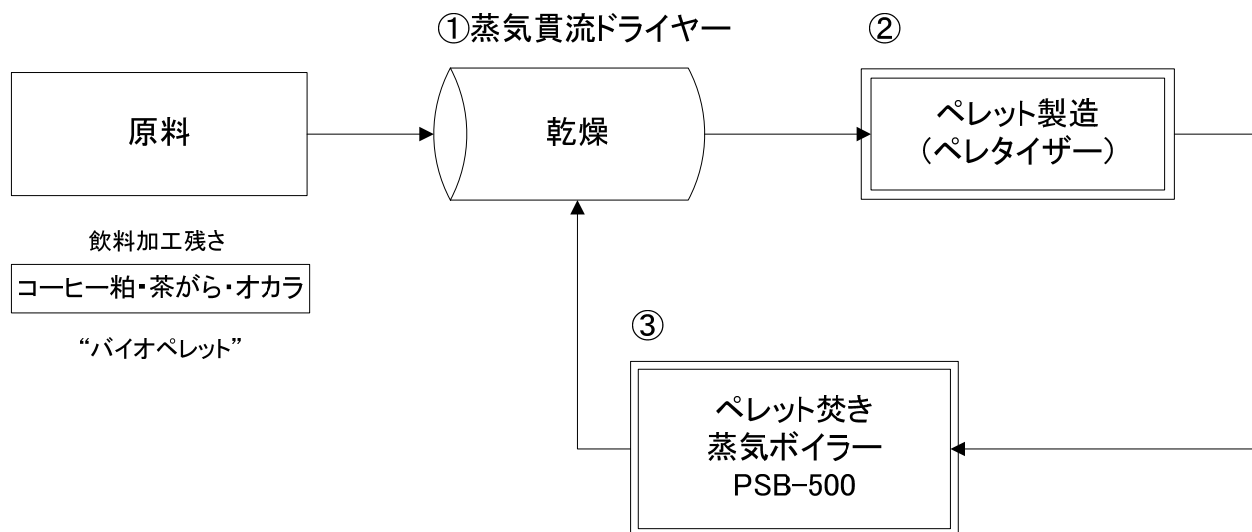 ①蒸気貫流ドライヤー
②
原料
乾燥
ペレット製造
(ペレタイザー)
飲料加工残さ
コーヒー粕・茶がら・オカラ
“バイオペレット”
③
ペレット焚き
蒸気ボイラー
PSB-500